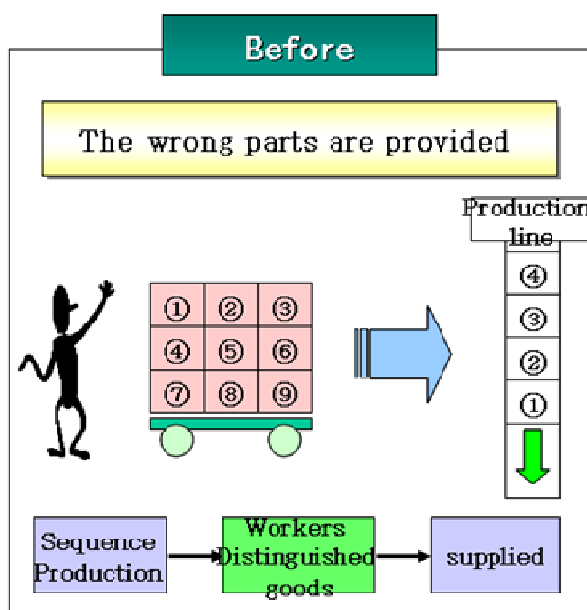 Before
The wrong parts are provided
Production
line
① ② ③
④ ⑤ ⑥
⑦ ⑧ ⑨
④
③
②
①
Sequence
Production
Workers
Distinguished
goods
supplied